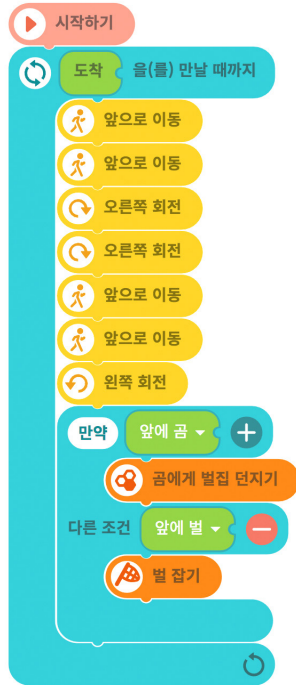 시작하기
도착 을(를) 만날 때까지
앞으로 이동
앞으로 이동
오른쪽 회전
오른쪽 회전
앞으로 이동
앞으로 이동
왼쪽 회전
만약 앞에 곰
곰에게 벌집 던지기
다른 조건 앞에 벌
벌 잡기